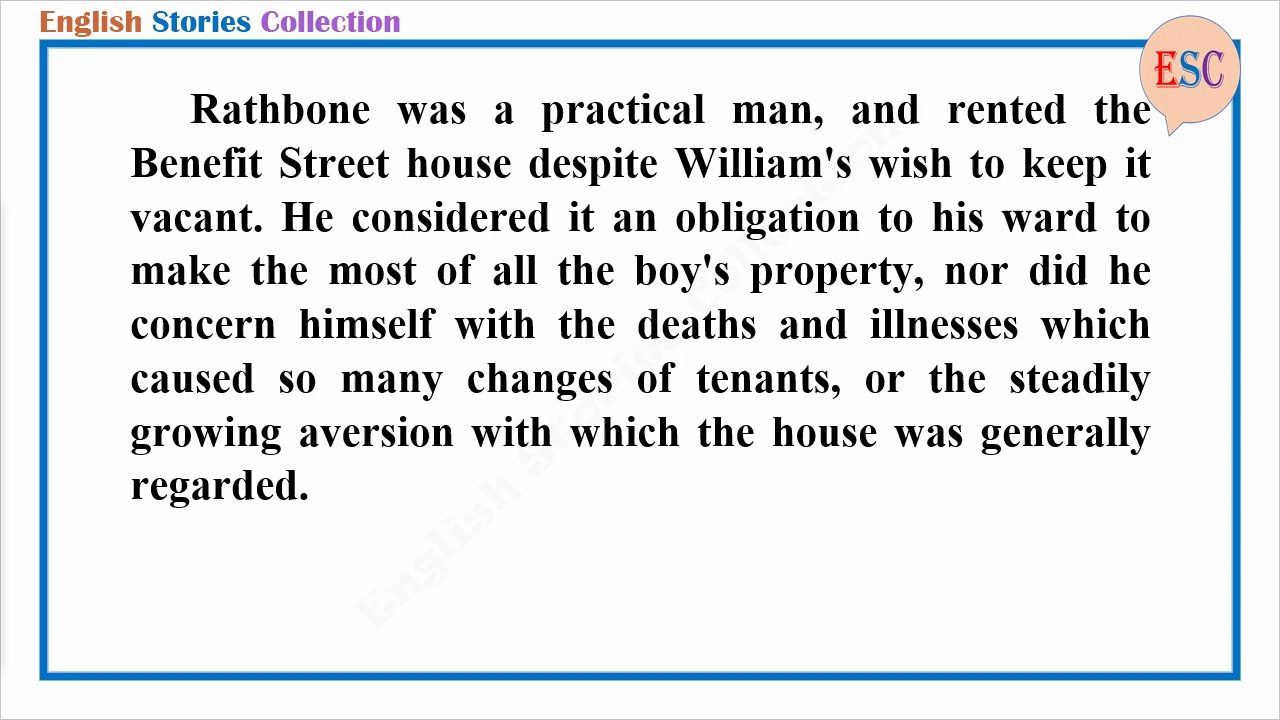 English Stories Collection
ESC
Rathbone was a practical man, and rented the
Benefit Street house despite William's wish to keep it
vacant. He considered it an obligation to his ward to
make the most of all the boy's property, nor did he
concern himself with the deaths and illnesses which
caused so many changes of tenants, or the steadily
growing aversion with which the house was generally
regarded.
English Stories Collection